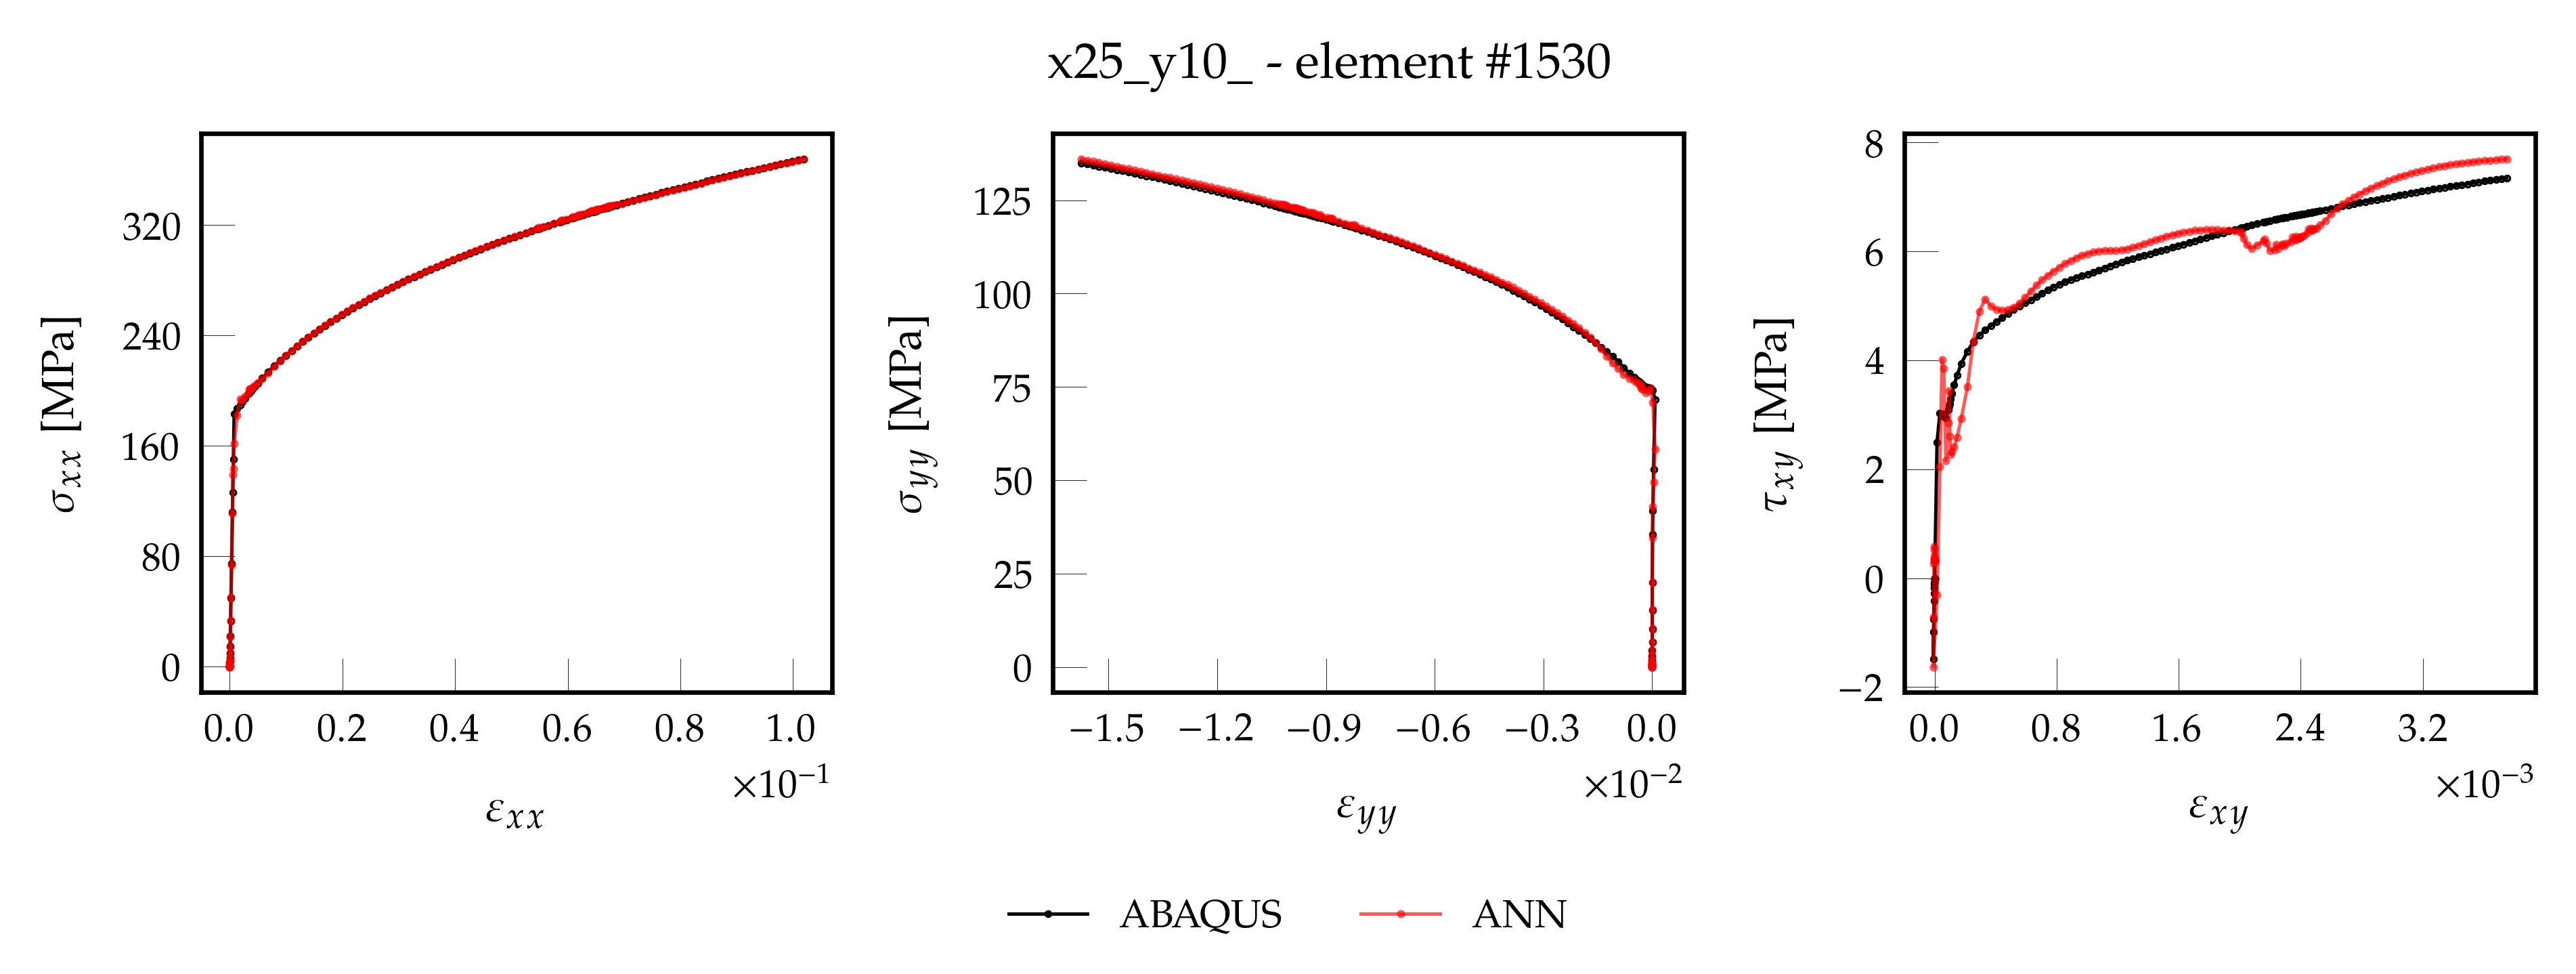 x25_y10_ - element #1530
σxx [MPa]
320
240
160
80
0
0.0 0.2 0.4 0.6 0.8 1.0
×10−1
εxx
σyy [MPa]
125
100
75
50
25
0
−1.5 −1.2 −0.9 −0.6 −0.3 0.0
×10−2
εyy
τxy [MPa]
8
6
4
2
0
−2
0.0 0.8 1.6 2.4 3.2
×10−3
εxy
ABAQUS ANN